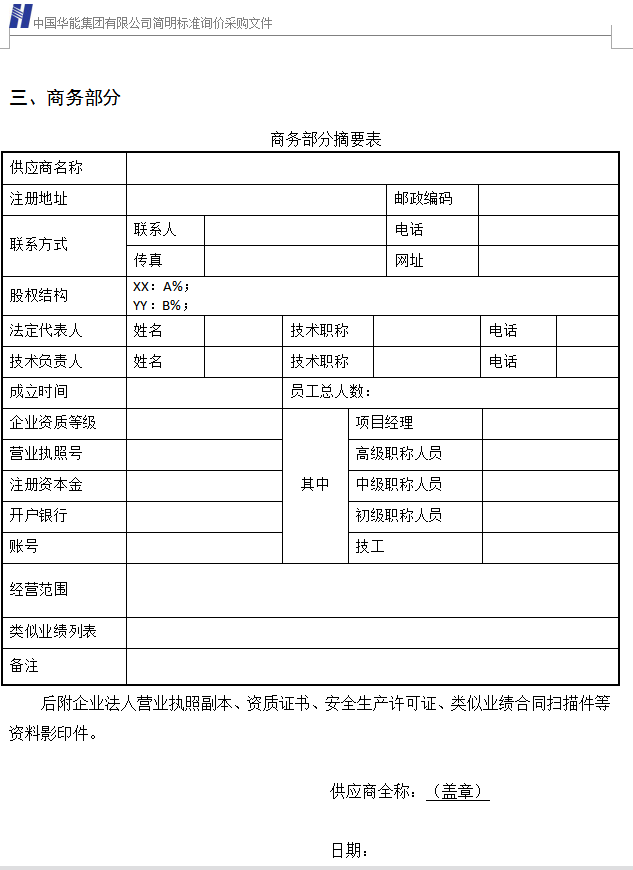 中国华能集团有限公司简明标准询价采购文件
三、商务部分
商务部分摘要表
供应商名称
注册地址 邮政编码
联系方式 联系人 电话
传真 网址
股权结构 XX：A%；
YY：B%；
法定代表人 姓名 技术职称 电话
技术负责人 姓名 技术职称 电话
成立时间 员工总人数：
企业资质等级 其中 项目经理
营业执照号 高级职称人员
注册资本金 中级职称人员
开户银行 初级职称人员
账号 技工
经营范围
类似业绩列表
备注
后附企业法人营业执照副本、资质证书、安全生产许可证、类似业绩合同扫描件等
资料影印件。
供应商全称：（盖章）
日期：